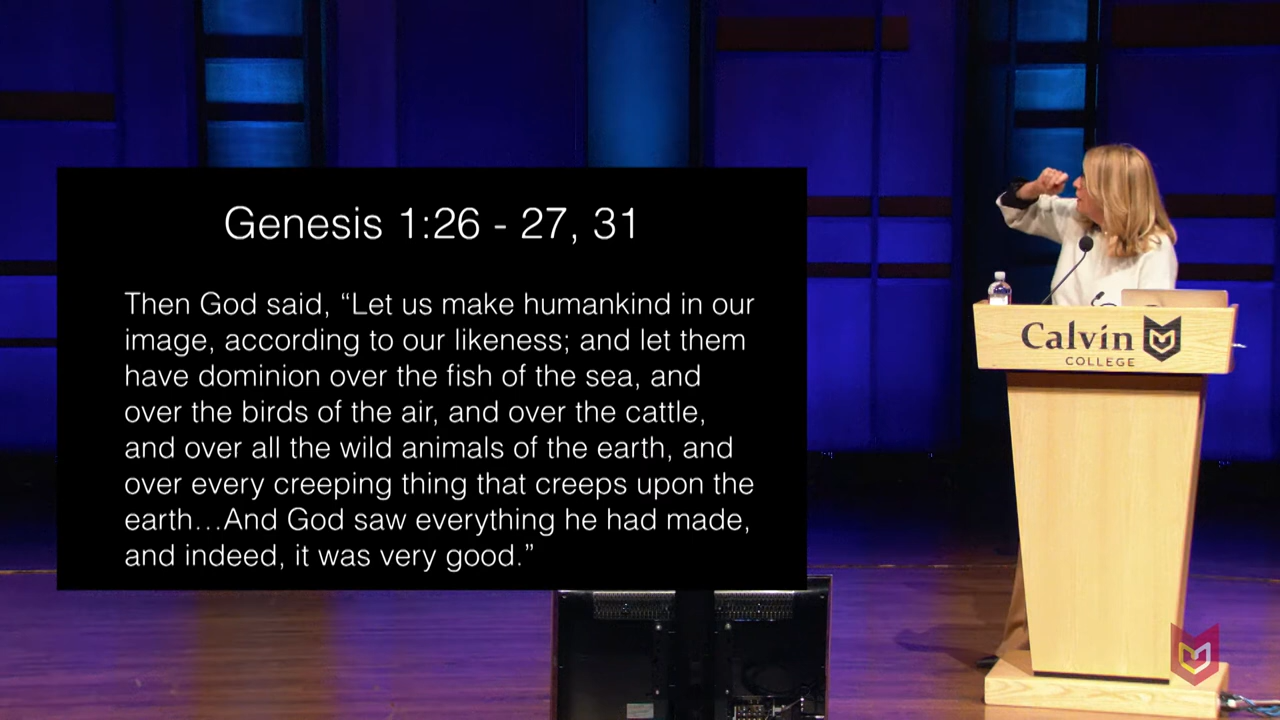 Genesis 1:26 - 27, 31
Then God said, “Let us make humankind in our
image, according to our likeness; and let them
have dominion over the fish of the sea, and
over the birds of the air, and over the cattle,
and over all the wild animals of the earth, and
over every creeping thing that creeps upon the
earth…And God saw everything he had made,
and indeed, it was very good.”
Calvin
COLLEGE